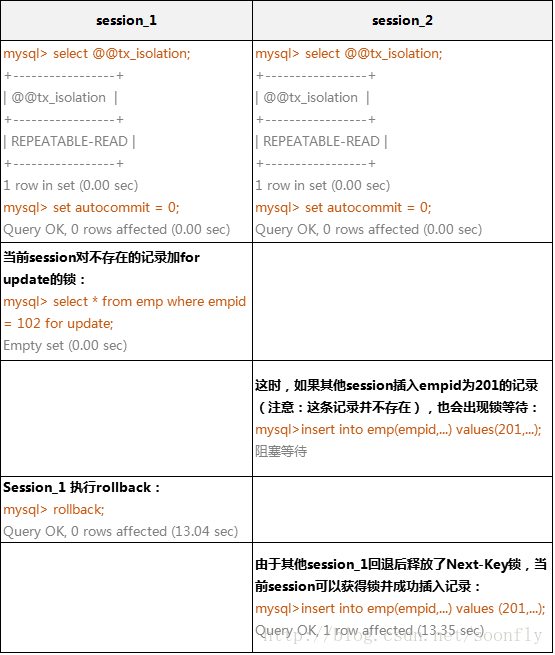 session_1
session_2
mysql> select @@tx_isolation;
+----------------+
| @@tx_isolation  |
+----------------+
| REPEATABLE-READ |
+----------------+
1 row in set (0.00 sec)
mysql> set autocommit = 0;
Query OK, 0 rows affected (0.00 sec)
mysql> select @@tx_isolation;
+----------------+
| @@tx_isolation  |
+----------------+
| REPEATABLE-READ |
+----------------+
1 row in set (0.00 sec)
mysql> set autocommit = 0;
Query OK, 0 rows affected (0.00 sec)
当前session对不存在的记录加for
update的锁：
mysql> select * from emp where empid
= 102 for update;
Empty set (0.00 sec)
这时，如果其他session插入empid为201的记录
（注意：这条记录并不存在），也会出现锁等待：
mysql>insert into emp(empid,...) values(201,...);
阻塞等待
Session_1 执行rollback：
mysql> rollback;
Query OK, 0 rows affected (13.04 sec)
由于其他session_1回退后释放了Next-Key锁，当
前session可以获得锁并成功插入记录：
mysql>insert into emp(empid,...) values (201,...);
Query OK, 1 row affected (13.35 sec)
http://blog.csdn.net/soonfly